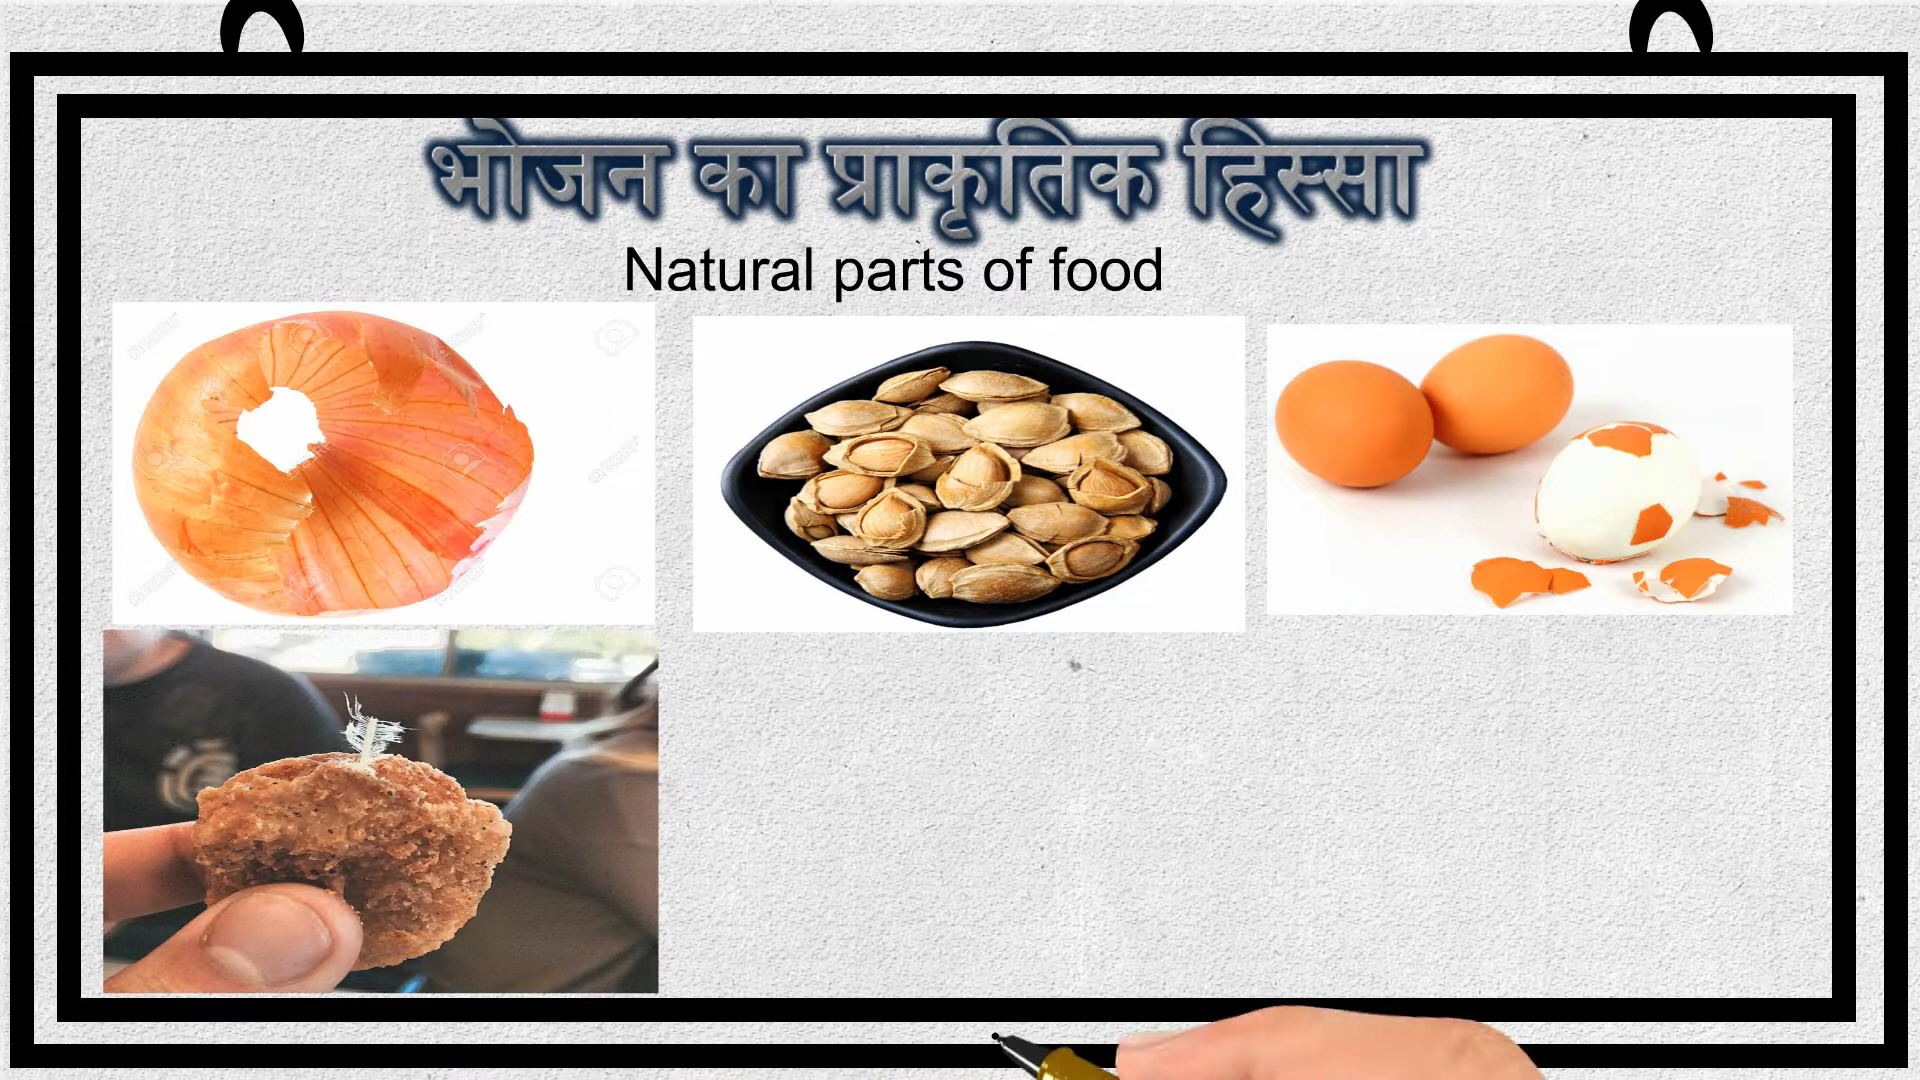 भोजन का प्राकृतिक हिस्सा
Natural parts of food